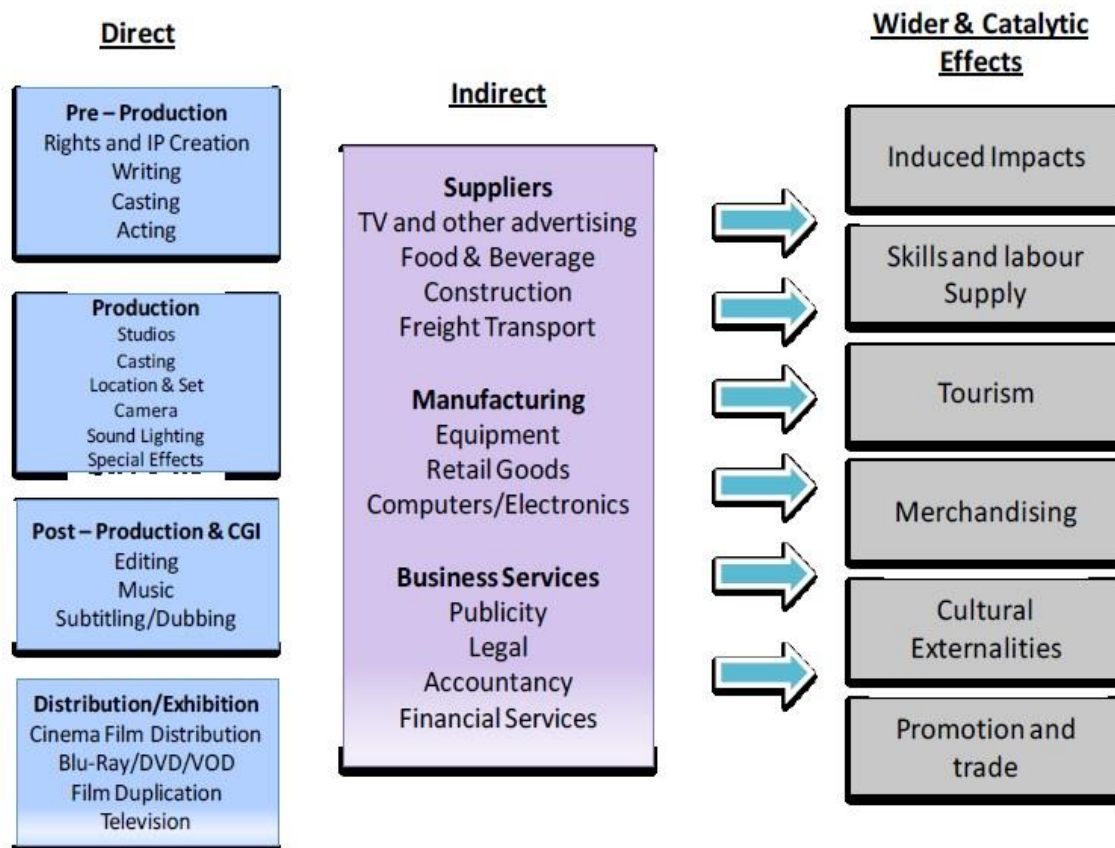 Direct
Pre – Production
Rights and IP Creation
Writing
Casting
Acting
Production
Studios
Casting
Location & Set
Camera
Sound Lighting
Special Effects
Post – Production & CGI
Editing
Music
Subtitling/Dubbing
Distribution/Exhibition
Cinema Film Distribution
Blu-Ray/DVD/VOD
Film Duplication
Television
Indirect
Suppliers
TV and other advertising
Food & Beverage
Construction
Freight Transport
Manufacturing
Equipment
Retail Goods
Computers/Electronics
Business Services
Publicity
Legal
Accountancy
Financial Services
Wider & Catalytic
Effects
Induced Impacts
Skills and labour
Supply
Tourism
Merchandising
Cultural
Externalities
Promotion and
trade